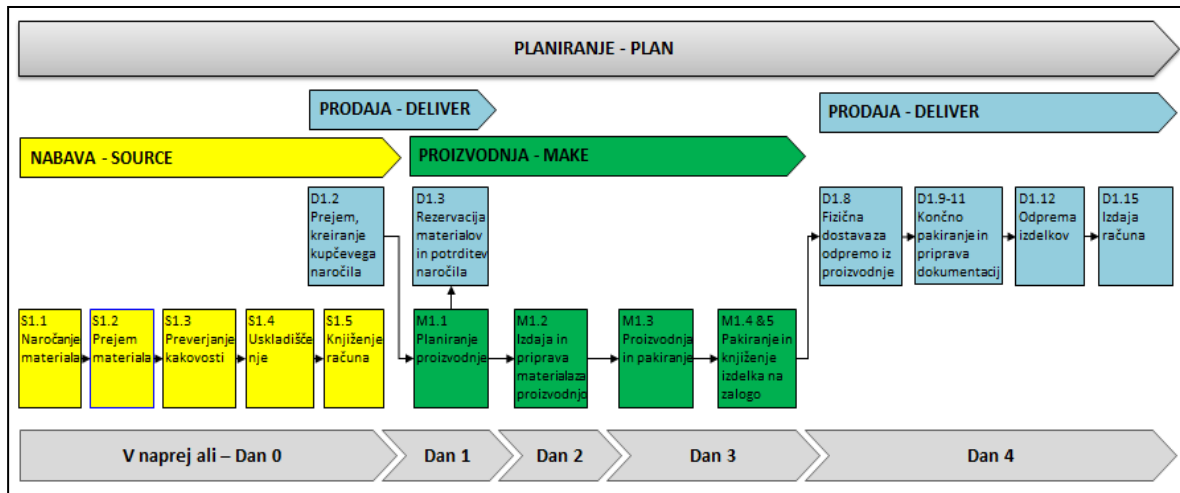 PLANIRANJE - PLAN
PRODAJA - DELIVER
PRODAJA - DELIVER
NABAVA - SOURCE
PROIZVODNJA - MAKE
D1.2
Prejem,
kreiranje
kupčevega
naročila
D1.3
Rezervacija
materialov
in potrditev
naročila
D1.8
Fizična
dostava za
odpremo iz
proizvodnje
D1.9-11
Končno
pakiranje in
priprava
dokumentacij
D1.12
Odprema
izdelkov
D1.15
Izdaja
računa
S1.1
Naročanje
materiala
S1.2
Prejem
materiala
S1.3
Preverjanje
kakovosti
S1.4
Uskladišče
nje
S1.5
Knjiženje
računa
M1.1
Planiranje
proizvodnje
M1.2
Izdaja in
priprava
materiala za
proizvodnjo
M1.3
Proizvodnja
in pakiranje
M1.4 &5
Pakiranje in
knjiženje
izdelka na
zalogo
V naprej ali – Dan 0
Dan 1
Dan 2
Dan 3
Dan 4